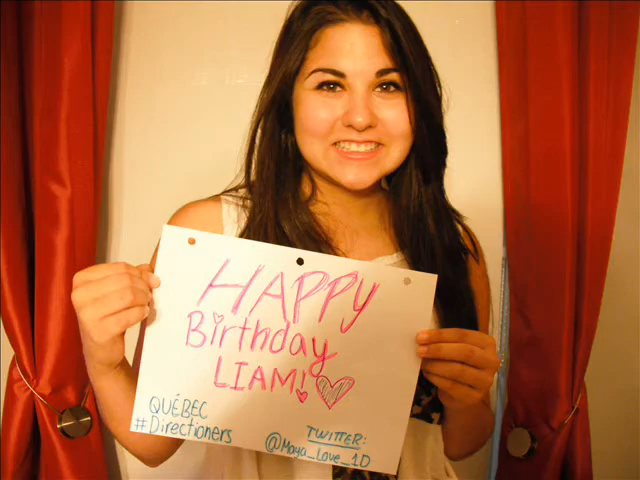 HAPPY
Birthday
LIAM!
QUÉBEC
#Directioners
TWITTER:
@Maya_Love_1D